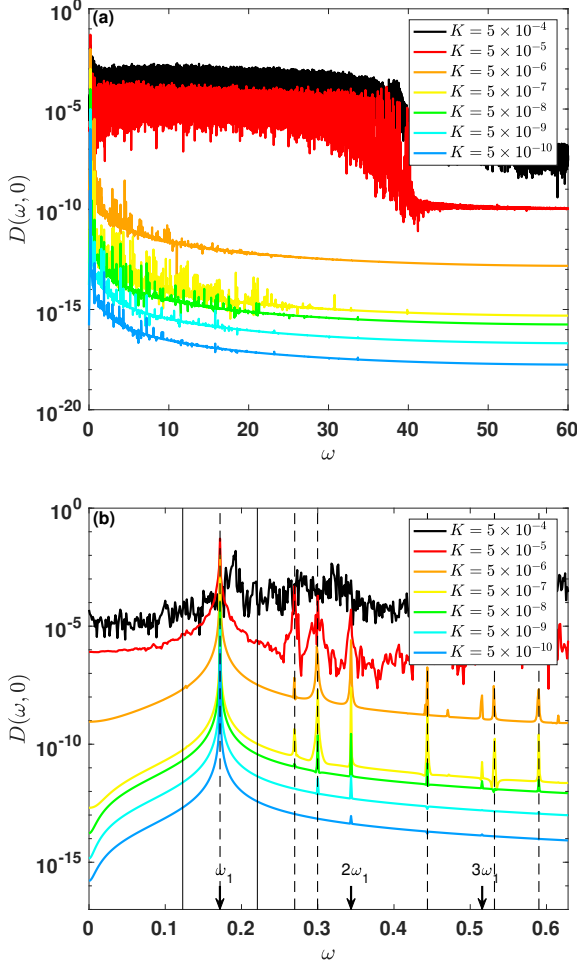 (a)
10^0
10^-5
10^-10
10^-15
10^-20
D(ω, 0)
K = 5 × 10^-4
K = 5 × 10^-5
K = 5 × 10^-6
K = 5 × 10^-7
K = 5 × 10^-8
K = 5 × 10^-9
K = 5 × 10^-10
0 10 20 30 40 50 60
ω
(b)
10^0
10^-5
10^-10
10^-15
D(ω, 0)
K = 5 × 10^-4
K = 5 × 10^-5
K = 5 × 10^-6
K = 5 × 10^-7
K = 5 × 10^-8
K = 5 × 10^-9
K = 5 × 10^-10
ω_1 2ω_1 3ω_1
0 0.1 0.2 0.3 0.4 0.5 0.6
ω